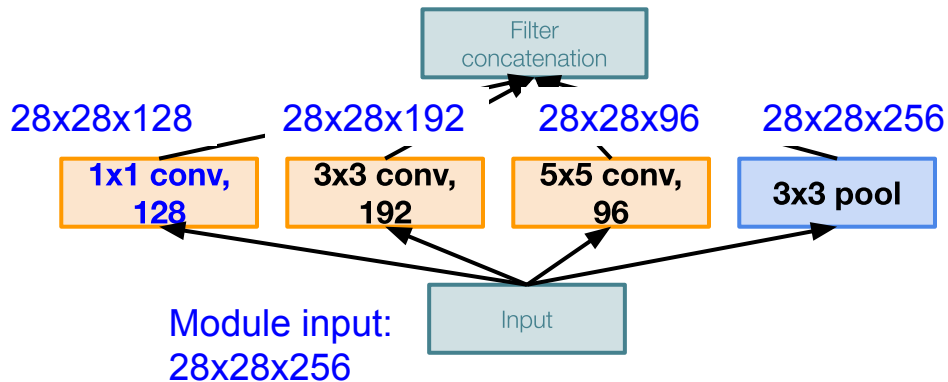 Filter
concatenation
28x28x128
28x28x192
28x28x96
28x28x256
1x1 conv,
128
3x3 conv,
192
5x5 conv,
96
3x3 pool
Module input:
28x28x256
Input